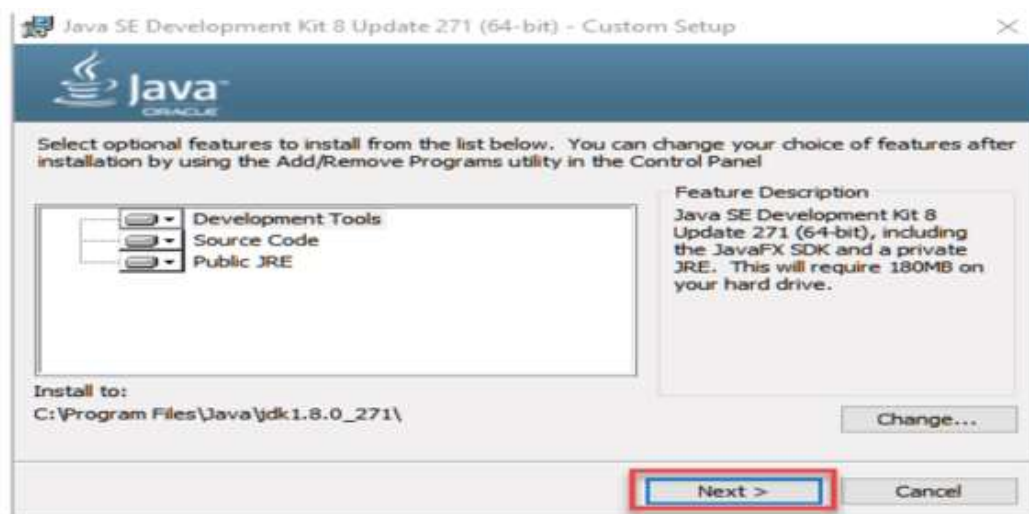 Java SE Development Kit 8 Update 271 (64-bit) - Custom Setup
Java
ORACLE
Select optional features to install from the list below. You can change your choice of features after
installation by using the Add/Remove Programs utility in the Control Panel
Development Tools
Source Code
Public JRE
Feature Description
Java SE Development Kit 8
Update 271 (64-bit), including
the JavaFX SDK and a private
JRE. This will require 180MB on
your hard drive.
Install to:
C:\Program Files\Java\jdk1.8.0_271\
Change...
Next >
Cancel